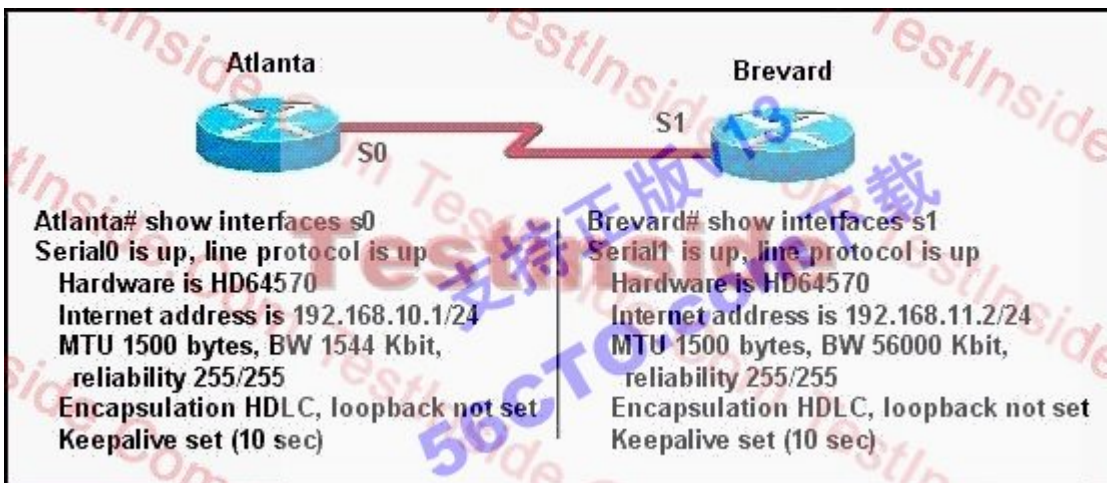 Atlanta
Brevard
S0
S1
Atlanta# show interfaces s0
Serial0 is up, line protocol is up
Hardware is HD64570
Internet address is 192.168.10.1/24
MTU 1500 bytes, BW 1544 Kbit,
reliability 255/255
Encapsulation HDLC, loopback not set
Keepalive set (10 sec)
Brevard# show interfaces s1
Serial1 is up, line protocol is up
Hardware is HD64570
Internet address is 192.168.11.2/24
MTU 1500 bytes, BW 56000 Kbit,
reliability 255/255
Encapsulation HDLC, loopback not set
Keepalive set (10 sec)
TestInside
支持正版v13
56CTO.com下载